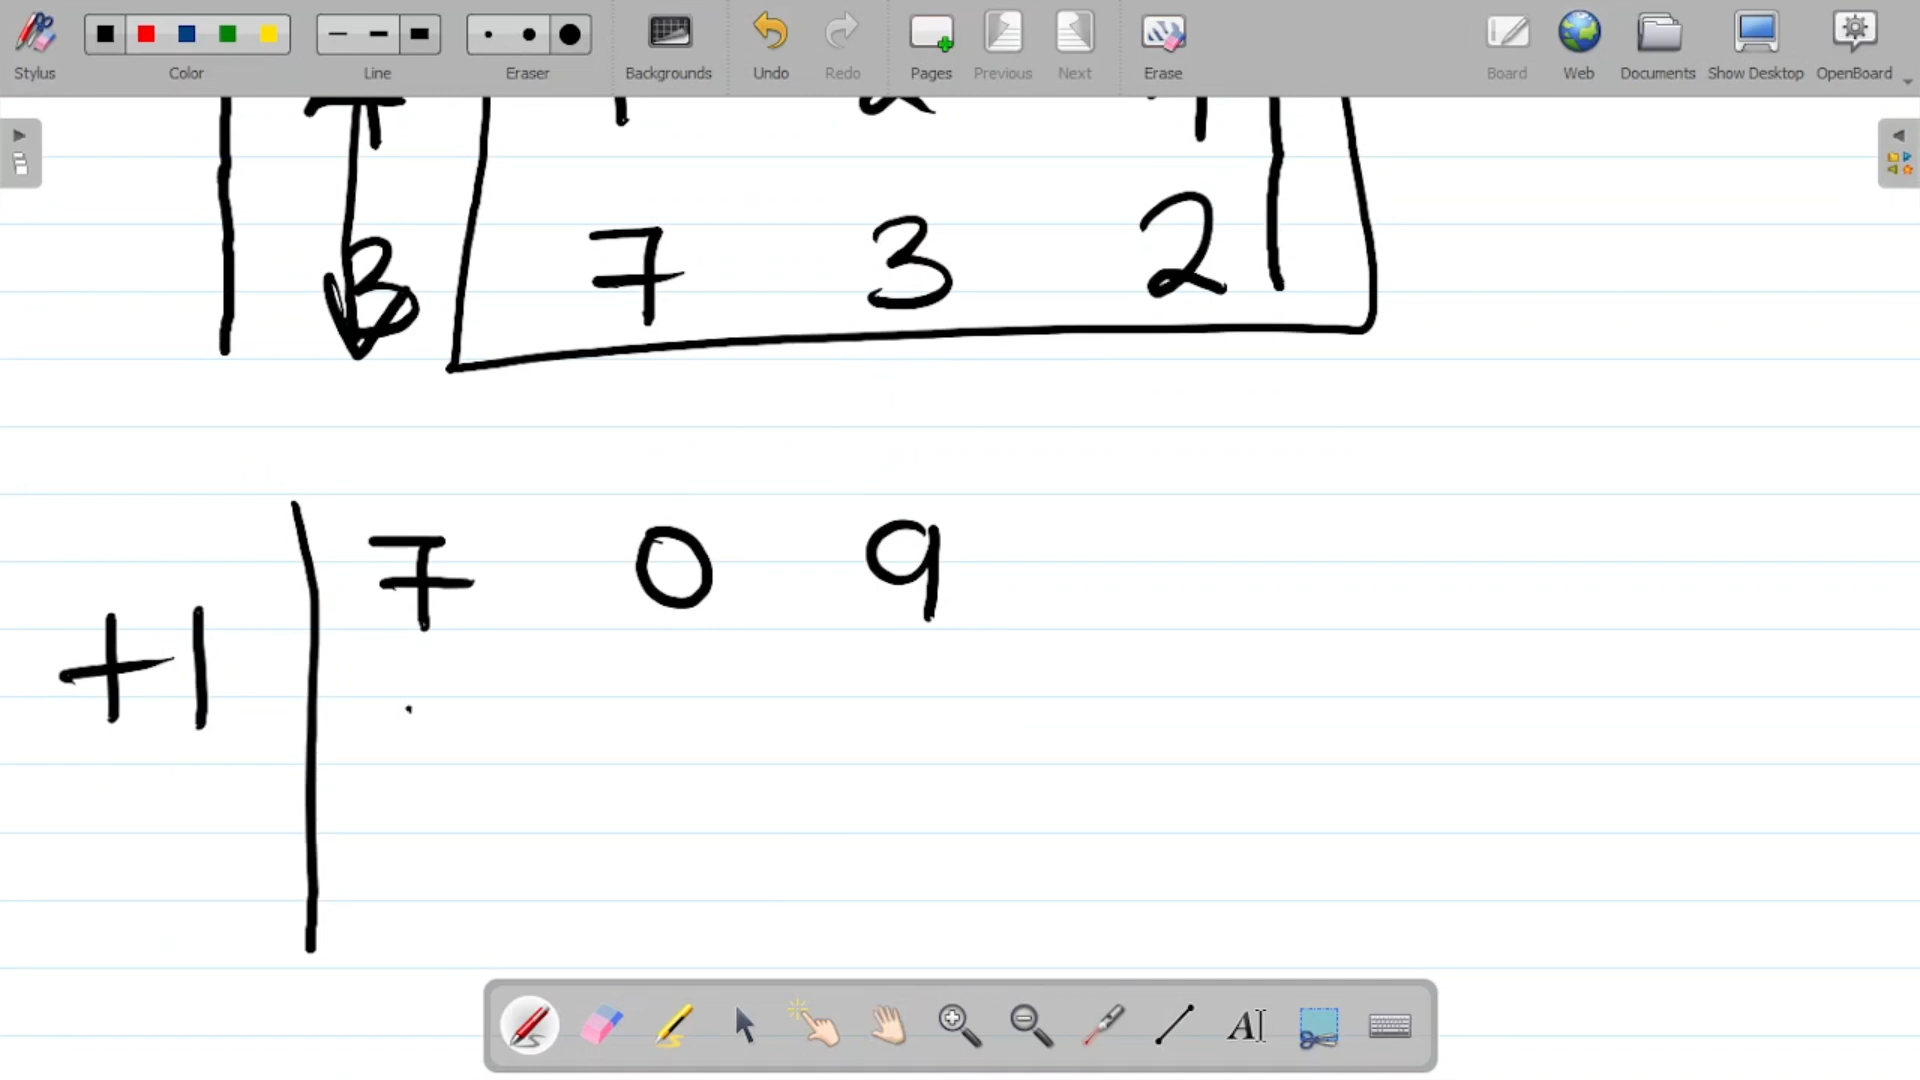 Stylus Color Line Eraser Backgrounds Undo Redo Pages Previous Next Erase Board Web Documents Show Desktop OpenBoard
B 7 3 2
7 0 9
+1